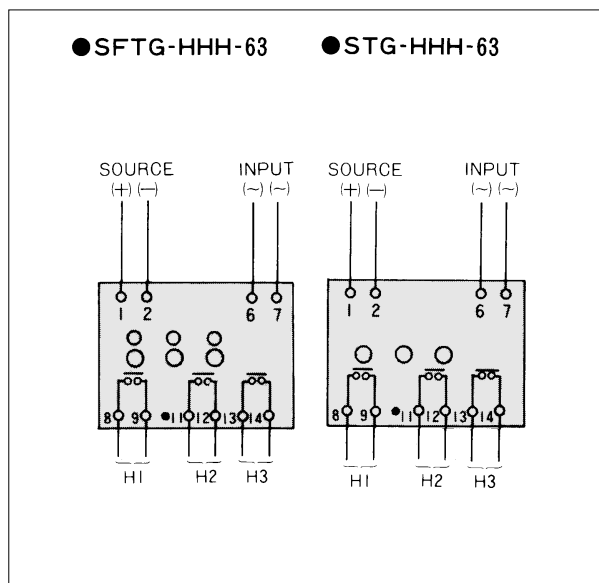 ●SFTG-HHH-63 ●STG-HHH-63
SOURCE INPUT SOURCE INPUT
(+) (−) (~) (~) (+) (−) (~) (~)
1 2 6 7 1 2 6 7
8 9 ●11 12 13 14 8 9 ●11 12 13 14
H1 H2 H3 H1 H2 H3